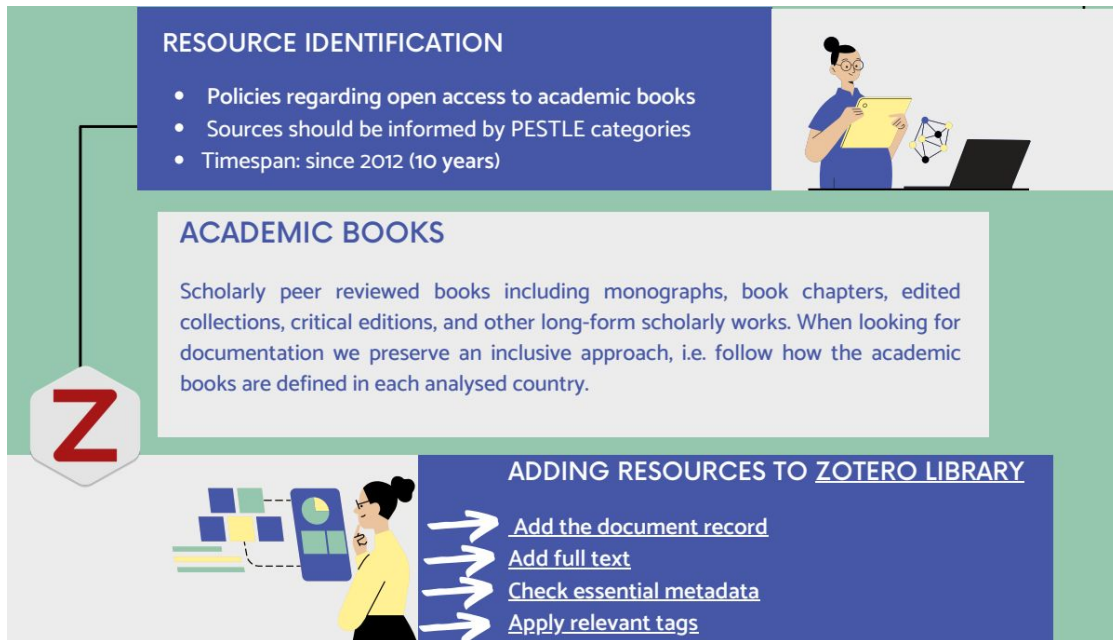 RESOURCE IDENTIFICATION
• Policies regarding open access to academic books
• Sources should be informed by PESTLE categories
• Timespan: since 2012 (10 years)
ACADEMIC BOOKS
Scholarly peer reviewed books including monographs, book chapters, edited
collections, critical editions, and other long-form scholarly works. When looking for
documentation we preserve an inclusive approach, i.e. follow how the academic
books are defined in each analysed country.
Z
ADDING RESOURCES TO ZOTERO LIBRARY
Add the document record
Add full text
Check essential metadata
Apply relevant tags